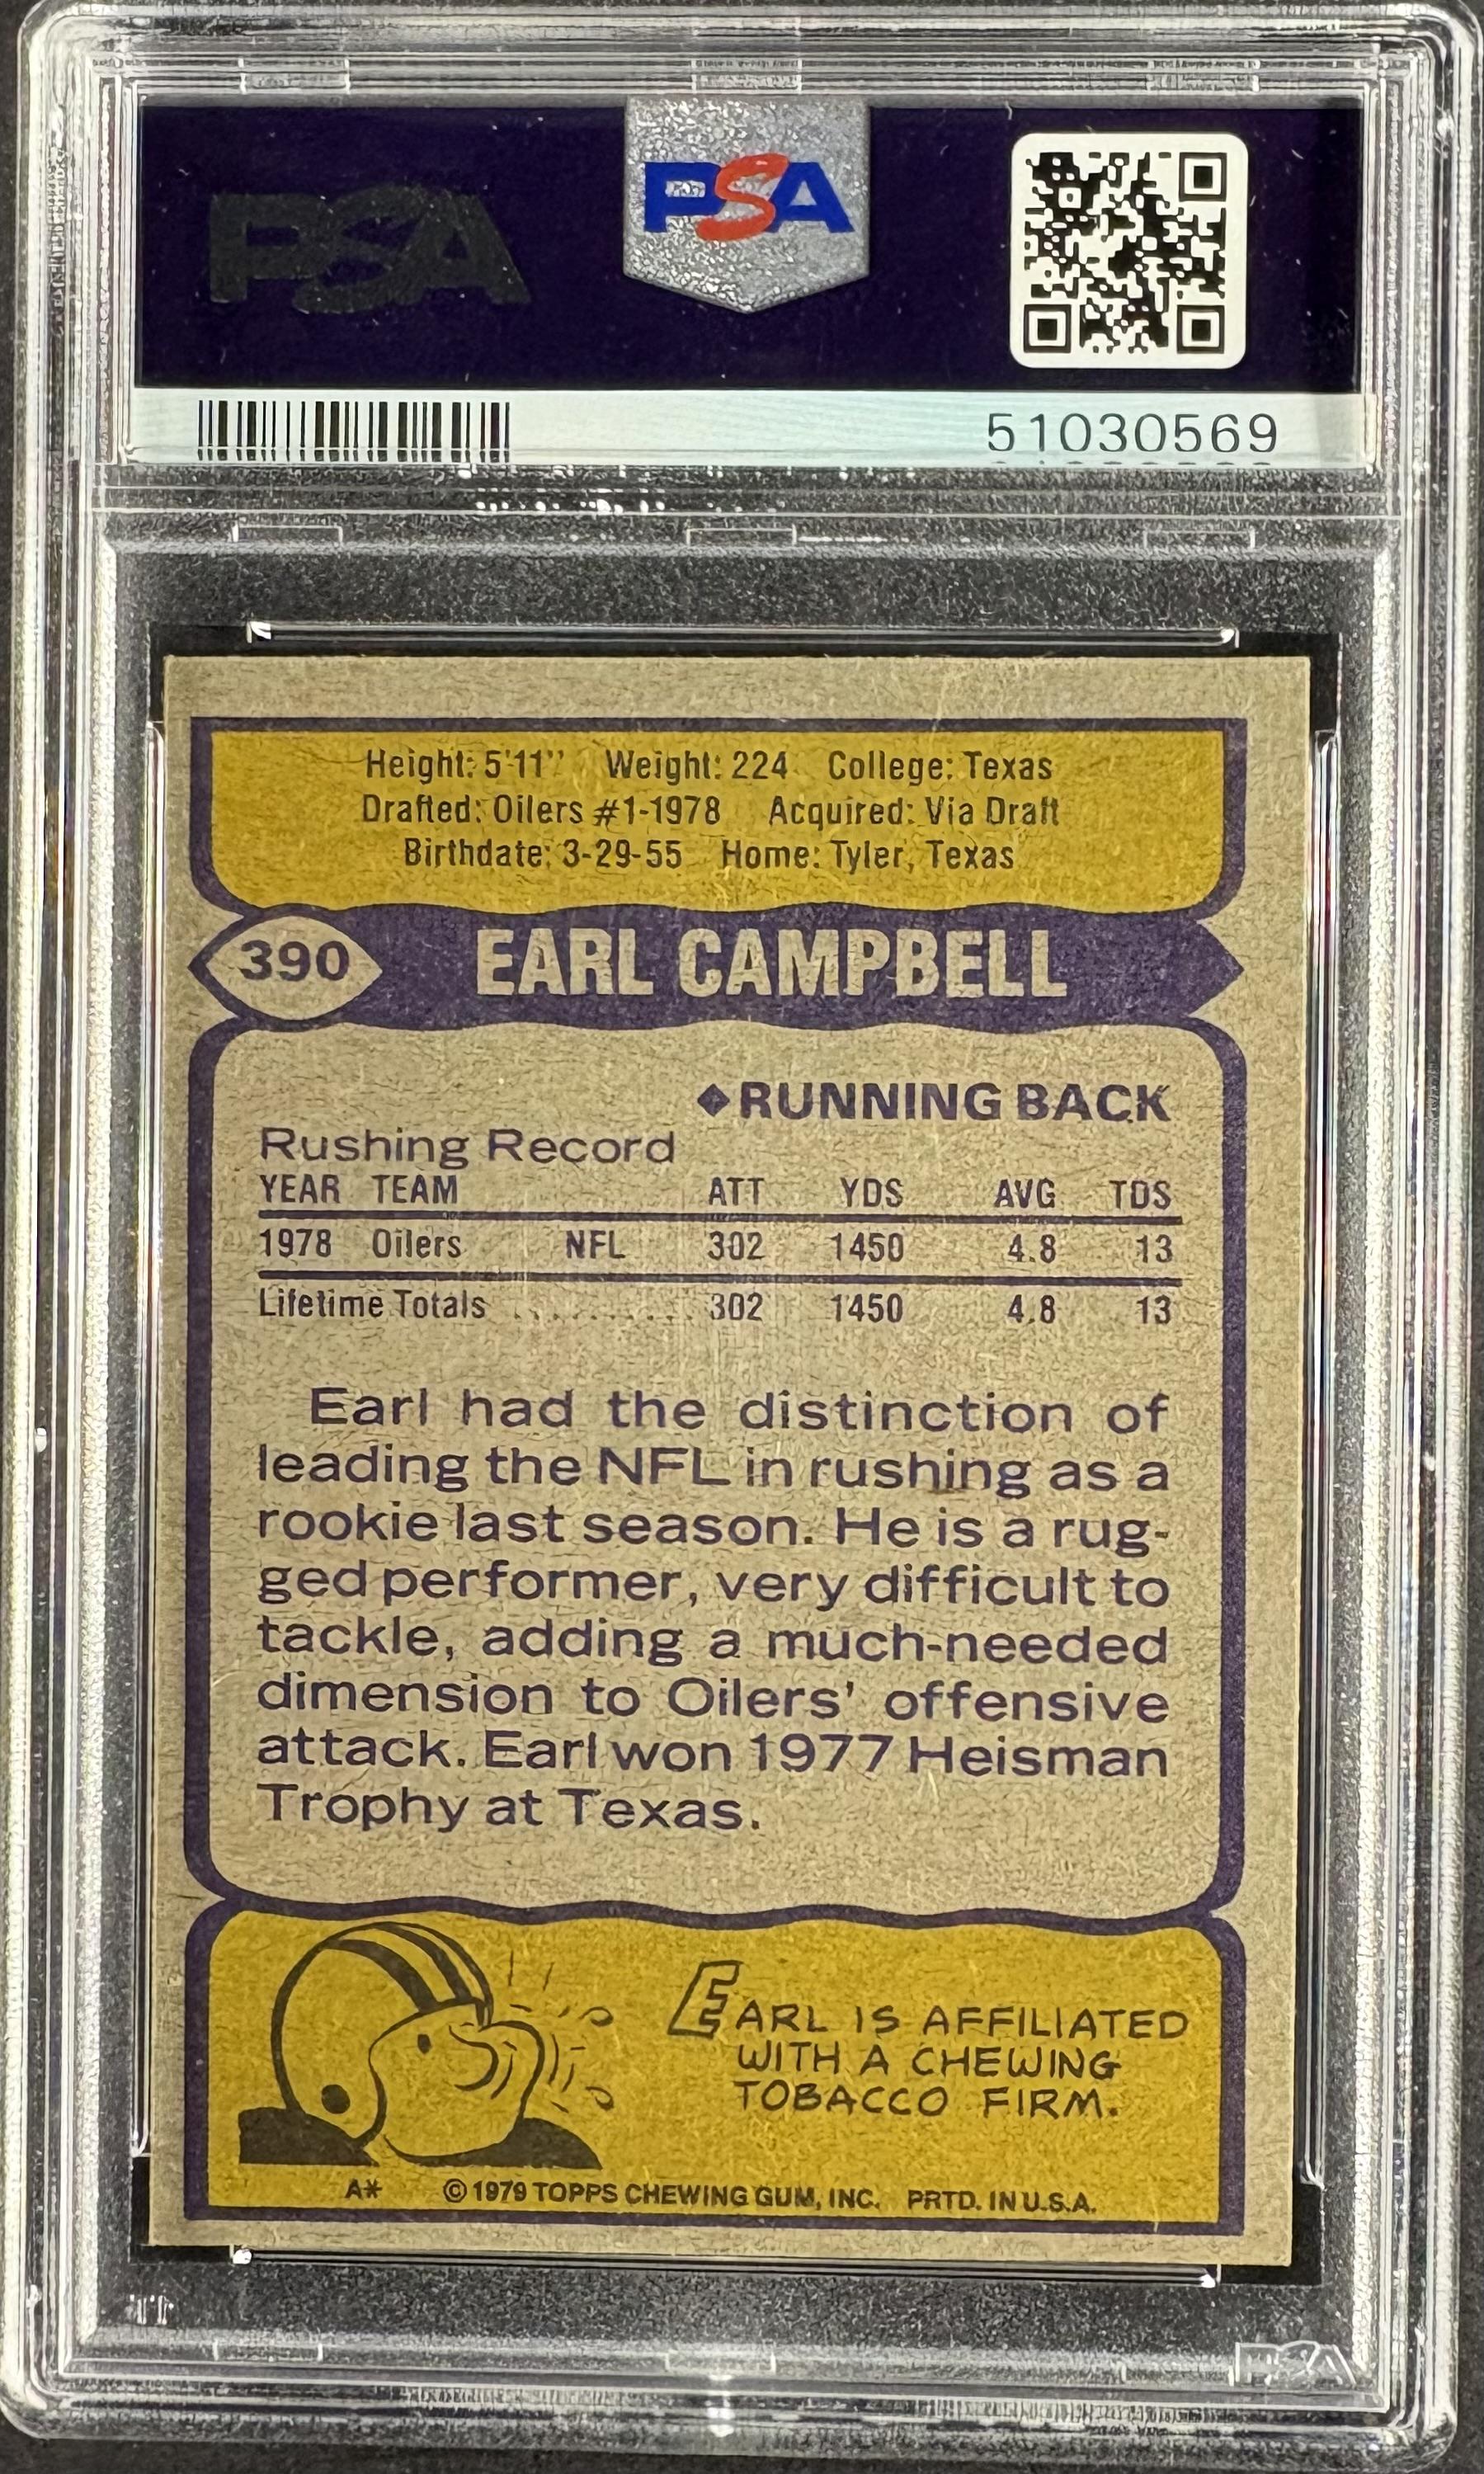 PSA
PSA
51030569
Height: 5'11" Weight: 224 College: Texas
Drafted: Oilers #1-1978 Acquired: Via Draft
Birthdate: 3-29-55 Home: Tyler, Texas
390 EARL CAMPBELL
◆RUNNING BACK
Rushing Record
YEAR TEAM ATT YDS AVG TDS
1978 Oilers NFL 302 1450 4.8 13
Lifetime Totals .......... 302 1450 4.8 13
Earl had the distinction of
leading the NFL in rushing as a
rookie last season. He is a rug-
ged performer, very difficult to
tackle, adding a much-needed
dimension to Oilers' offensive
attack. Earl won 1977 Heisman
Trophy at Texas.
EARL IS AFFILIATED
WITH A CHEWING
TOBACCO FIRM.
A* © 1979 TOPPS CHEWING GUM, INC. PRTD. IN U.S.A.
PSA